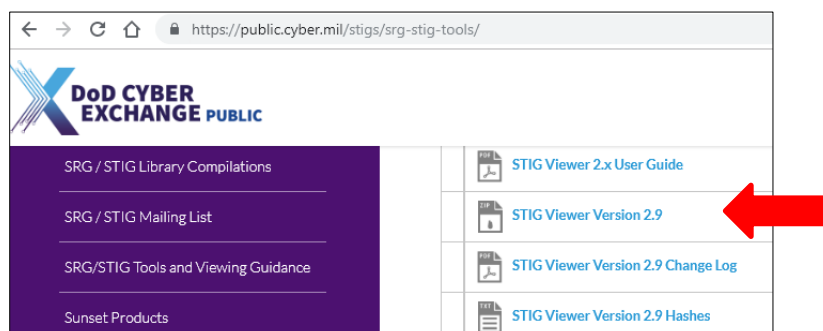 https://public.cyber.mil/stigs/srg-stig-tools/
DoD CYBER
EXCHANGE PUBLIC
SRG / STIG Library Compilations
SRG / STIG Mailing List
SRG/STIG Tools and Viewing Guidance
Sunset Products
PDF STIG Viewer 2.x User Guide
ZIP STIG Viewer Version 2.9
PDF STIG Viewer Version 2.9 Change Log
TXT STIG Viewer Version 2.9 Hashes